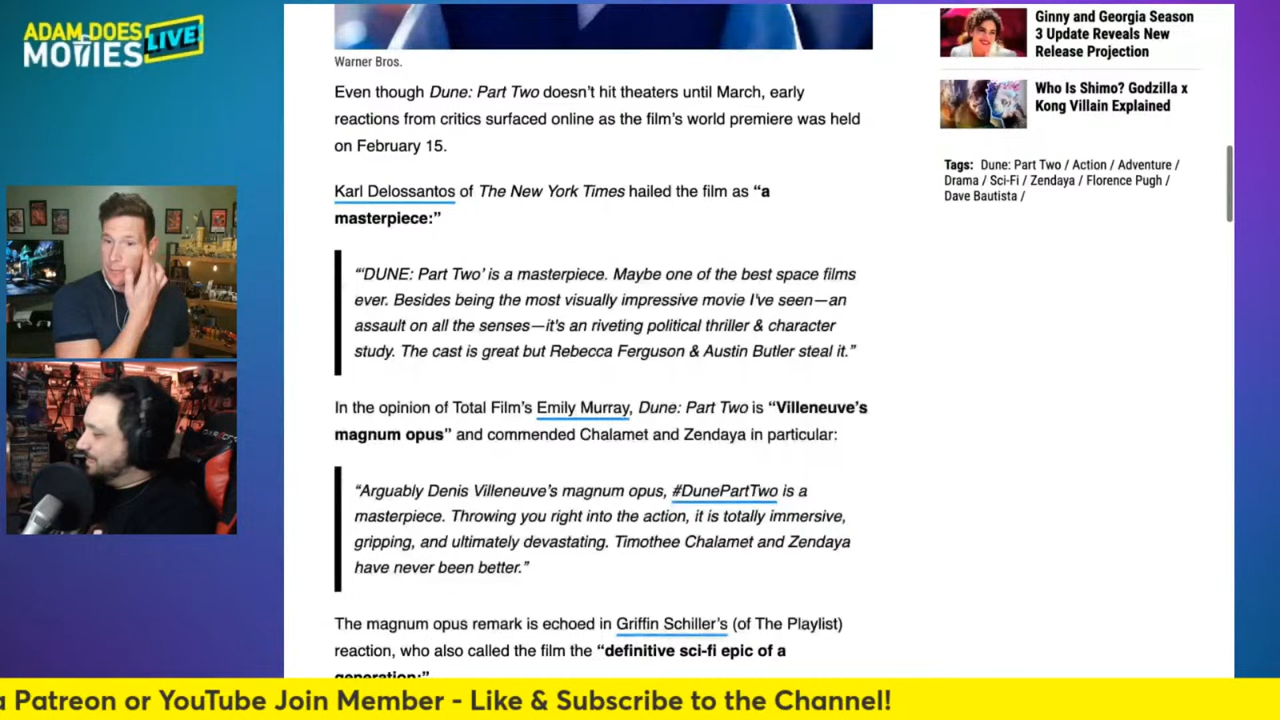 ADAM DOES
MOVIES
LIVE!
Warner Bros.
Even though Dune: Part Two doesn’t hit theaters until March, early
reactions from critics surfaced online as the film’s world premiere was held
on February 15.
Karl Delossantos of The New York Times hailed the film as “a
masterpiece:”
“‘DUNE: Part Two’ is a masterpiece. Maybe one of the best space films
ever. Besides being the most visually impressive movie I’ve seen—an
assault on all the senses—it’s an riveting political thriller & character
study. The cast is great but Rebecca Ferguson & Austin Butler steal it.”
In the opinion of Total Film’s Emily Murray, Dune: Part Two is “Villeneuve’s
magnum opus” and commended Chalamet and Zendaya in particular:
“Arguably Denis Villeneuve’s magnum opus, #DunePartTwo is a
masterpiece. Throwing you right into the action, it is totally immersive,
gripping, and ultimately devastating. Timothee Chalamet and Zendaya
have never been better.”
The magnum opus remark is echoed in Griffin Schiller’s (of The Playlist)
reaction, who also called the film the “definitive sci-fi epic of a
generation:”
Ginny and Georgia Season
3 Update Reveals New
Release Projection
Who Is Shimo? Godzilla x
Kong Villain Explained
Tags: Dune: Part Two / Action / Adventure /
Drama / Sci-Fi / Zendaya / Florence Pugh /
Dave Bautista /
a Patreon or YouTube Join Member - Like & Subscribe to the Channel!